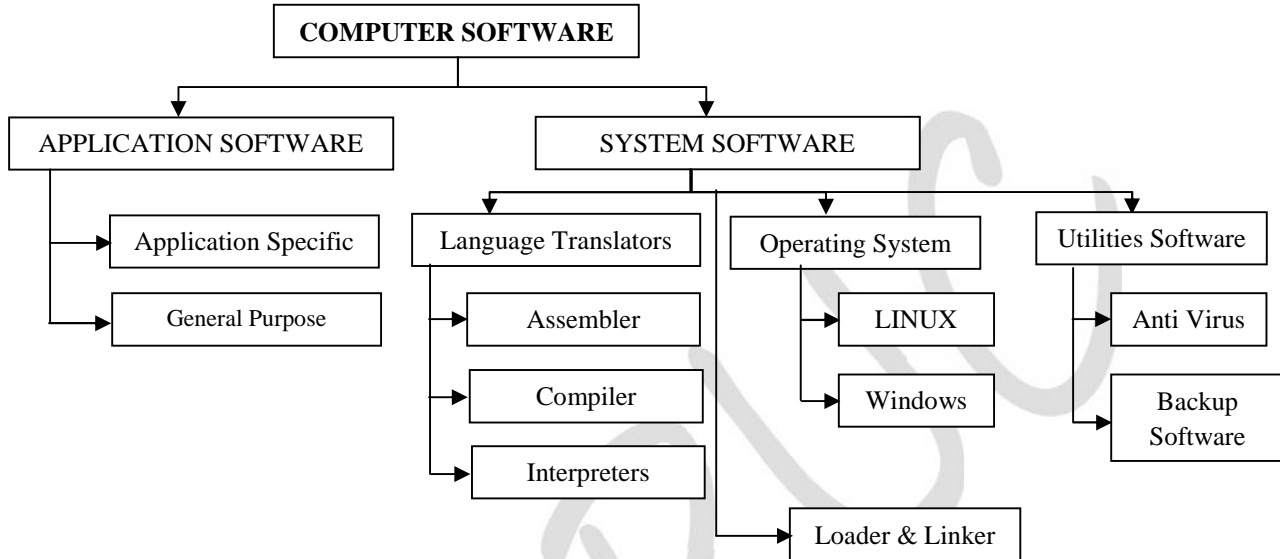 COMPUTER SOFTWARE
APPLICATION SOFTWARE
SYSTEM SOFTWARE
Application Specific
General Purpose
Language Translators
Assembler
Compiler
Interpreters
Operating System
LINUX
Windows
Utilities Software
Anti Virus
Backup
Software
Loader & Linker